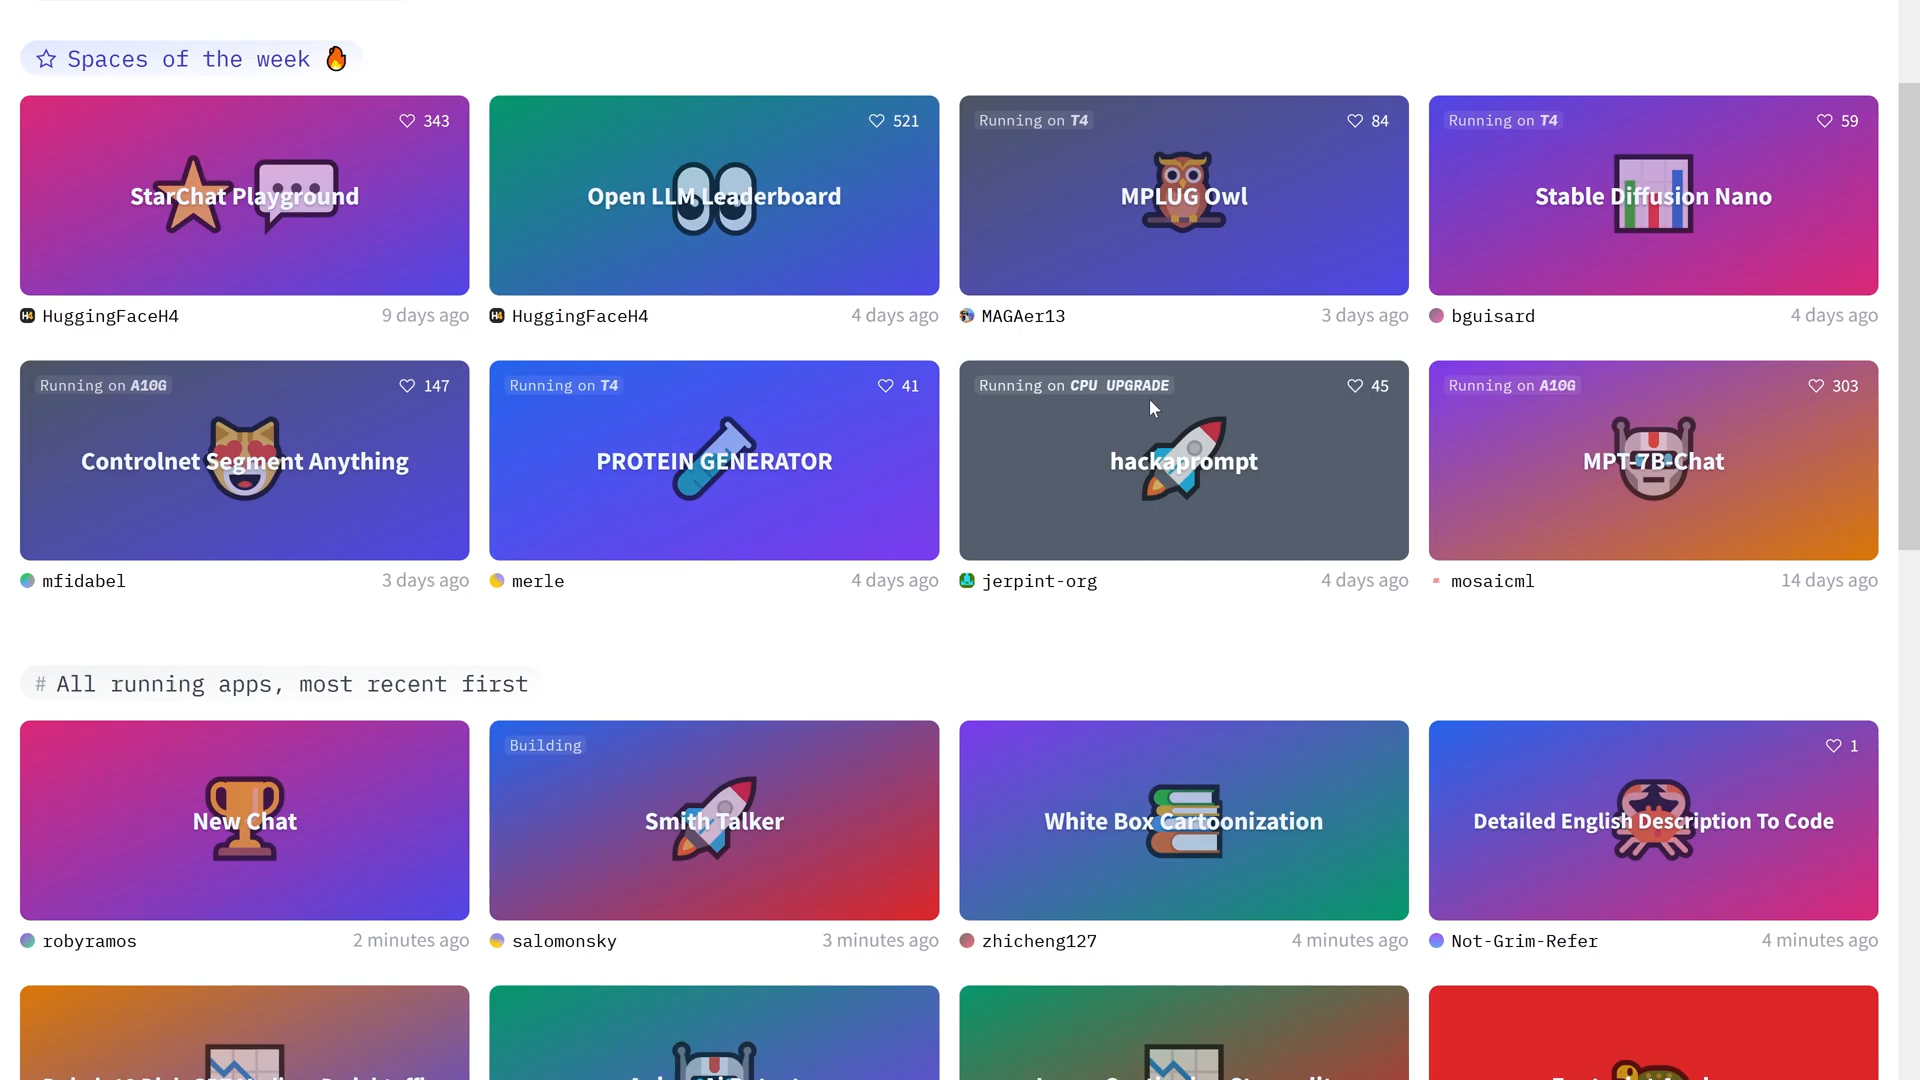 Spaces of the week
343
StarChat Playground
HuggingFaceH4 9 days ago
521
Open LLM Leaderboard
HuggingFaceH4 4 days ago
Running on T4 84
MPLUG Owl
MAGAer13 3 days ago
Running on T4 59
Stable Diffusion Nano
bguisard 4 days ago
Running on A10G 147
Controlnet Segment Anything
mfidabel 3 days ago
Running on T4 41
PROTEIN GENERATOR
merle 4 days ago
Running on CPU UPGRADE 45
hackaprompt
jerpint-org 4 days ago
Running on A10G 303
MPT-7B-Chat
mosaicml 14 days ago
# All running apps, most recent first
New Chat
robyramos 2 minutes ago
Building
Smith Talker
salomonsky 3 minutes ago
White Box Cartoonization
zhicheng127 4 minutes ago
1
Detailed English Description To Code
Not-Grim-Refer 4 minutes ago